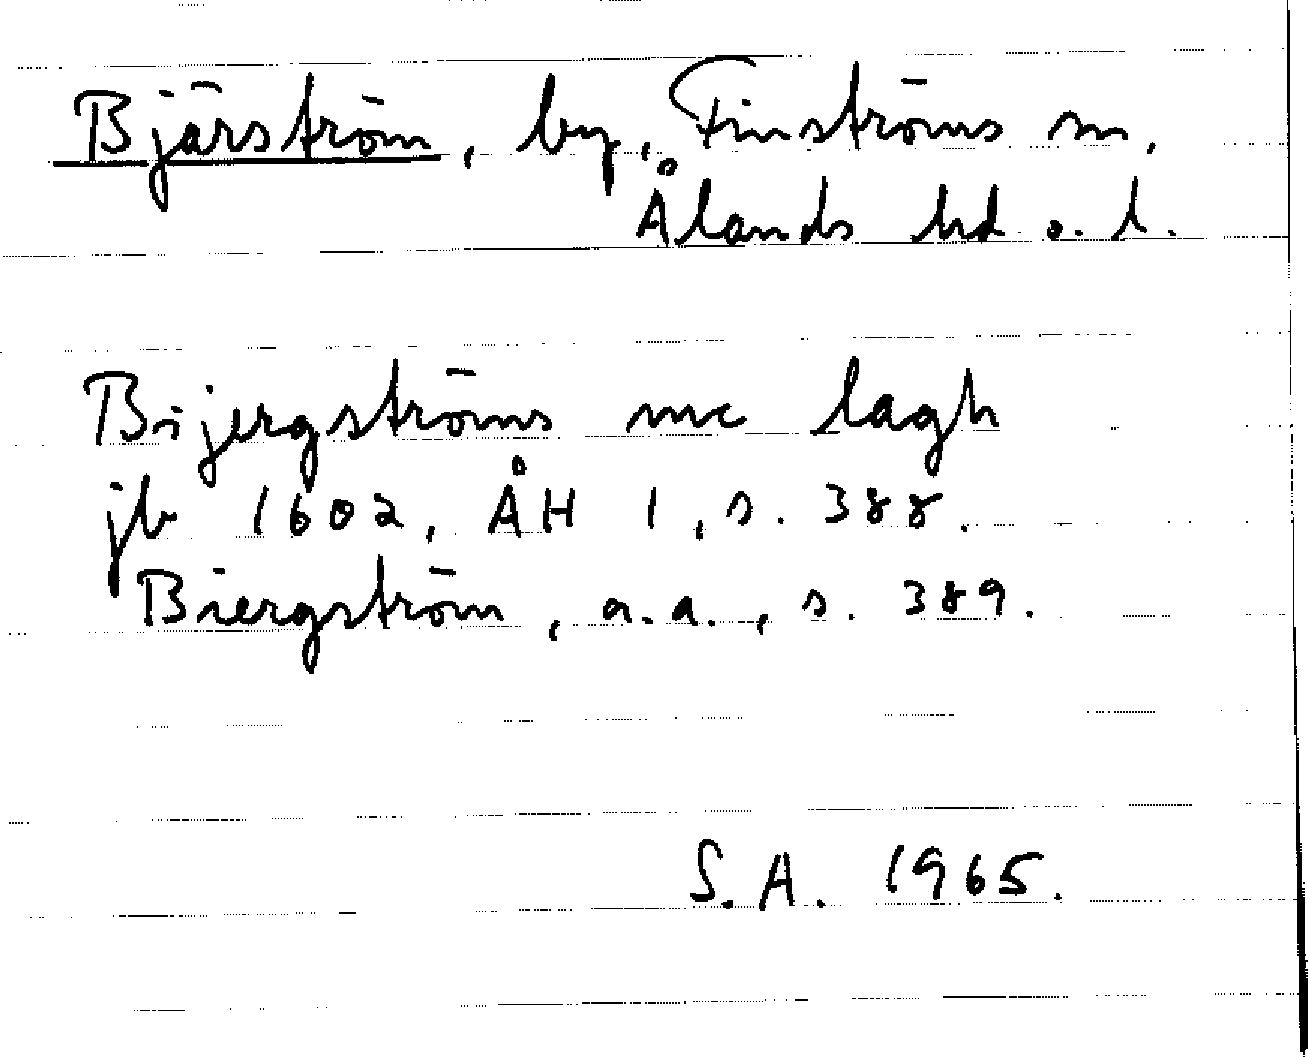 Bjärström, by, Finströms sn,
Ålands hd o. l.
Bijergströms mc lagh
jb 1602, ÅH 1, s. 388.
Biergström, a.a., s. 389.
S.A. 1965.